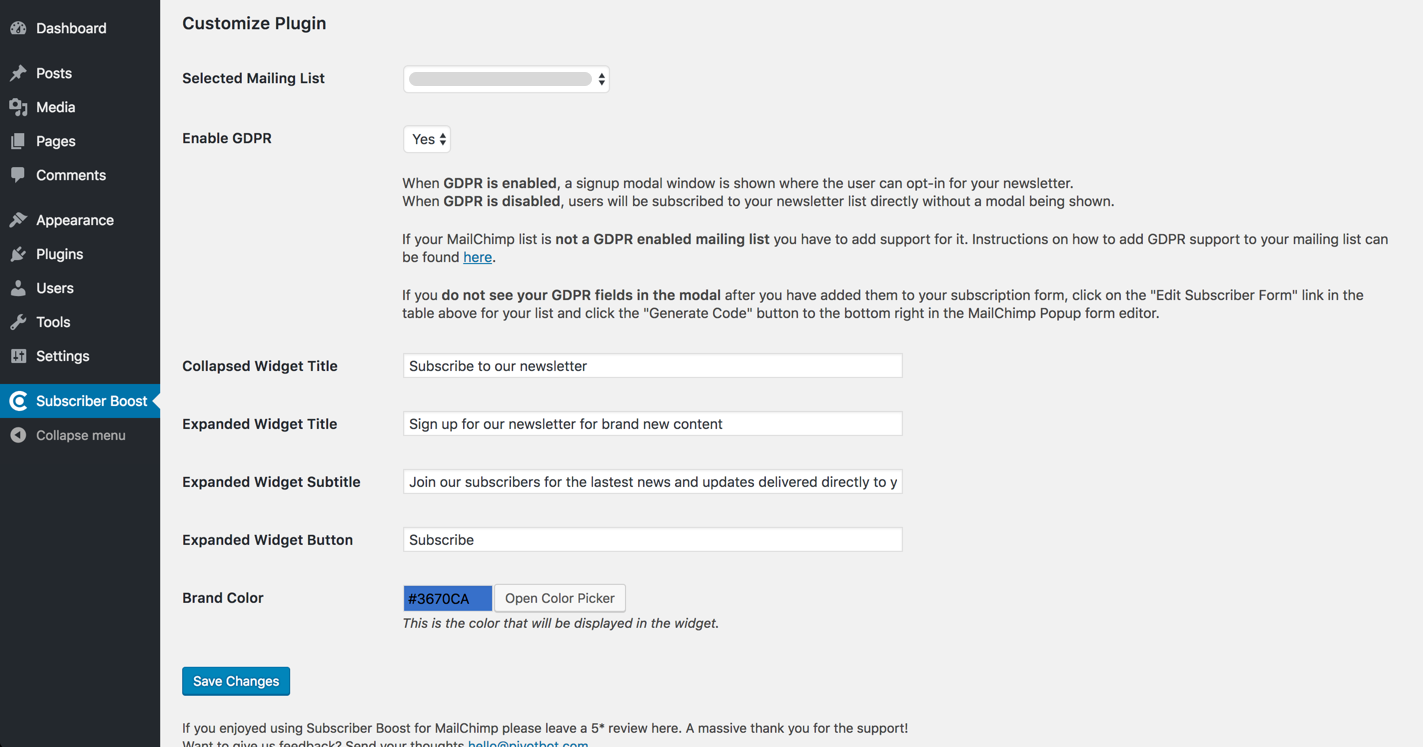 Dashboard
Posts
Media
Pages
Comments
Appearance
Plugins
Users
Tools
Settings
Subscriber Boost
Collapse menu
Customize Plugin
Selected Mailing List
Enable GDPR
Yes
When GDPR is enabled, a signup modal window is shown where the user can opt-in for your newsletter.
When GDPR is disabled, users will be subscribed to your newsletter list directly without a modal being shown.
If your MailChimp list is not a GDPR enabled mailing list you have to add support for it. Instructions on how to add GDPR support to your mailing list can
be found here.
If you do not see your GDPR fields in the modal after you have added them to your subscription form, click on the "Edit Subscriber Form" link in the
table above for your list and click the "Generate Code" button to the bottom right in the MailChimp Popup form editor.
Collapsed Widget Title
Subscribe to our newsletter
Expanded Widget Title
Sign up for our newsletter for brand new content
Expanded Widget Subtitle
Join our subscribers for the lastest news and updates delivered directly to y
Expanded Widget Button
Subscribe
Brand Color
#3670CA
Open Color Picker
This is the color that will be displayed in the widget.
Save Changes
If you enjoyed using Subscriber Boost for MailChimp please leave a 5* review here. A massive thank you for the support!
Want to give us feedback? Send your thoughts hello@pivotbot.com